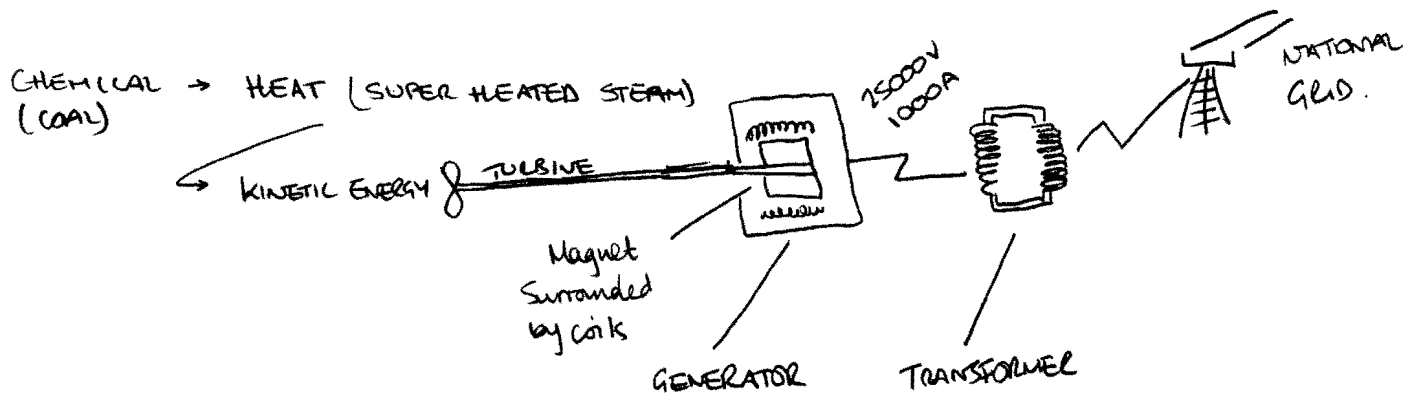 CHEMICAL → HEAT (SUPER HEATED STEAM)
(COAL)
→ KINETIC ENERGY
TURBINE
25000V
1000A
NATIONAL
GRID.
Magnet
Surrounded
by coils
GENERATOR
TRANSFORMER